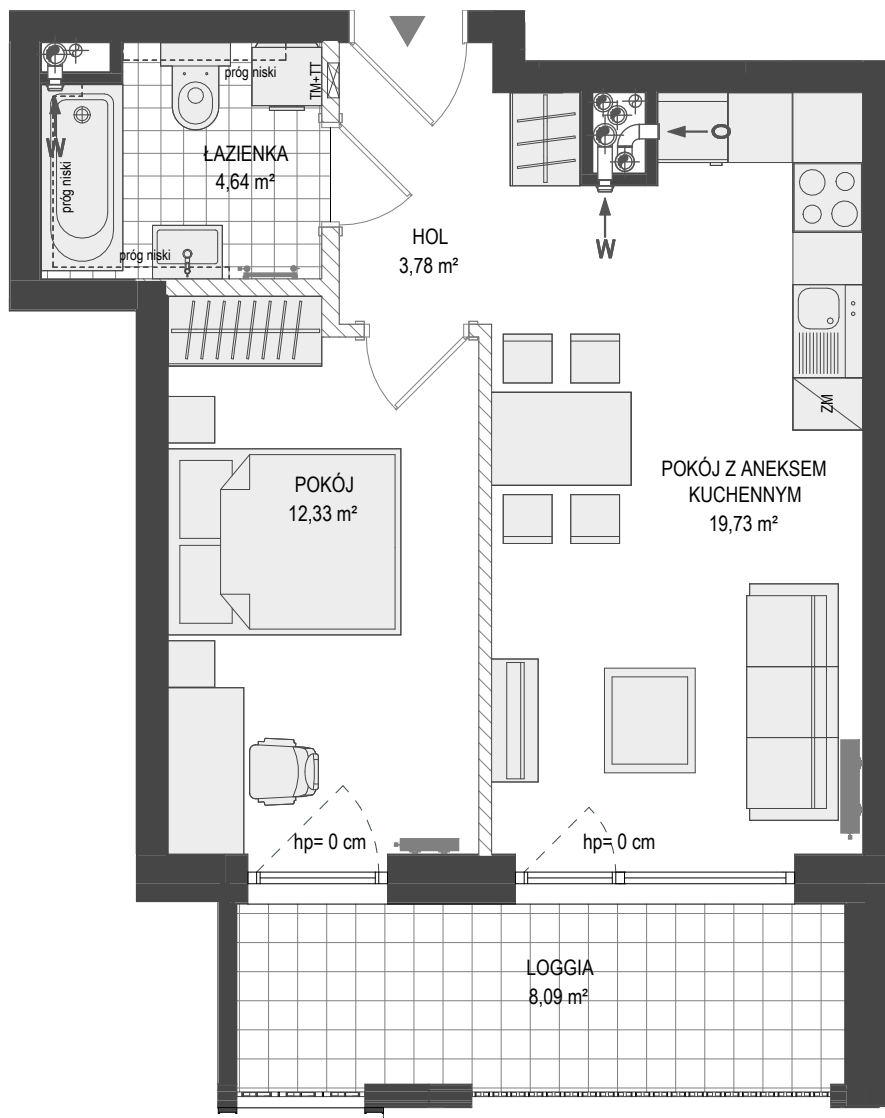 próg niski
TM+TT
W
próg niski
ŁAZIENKA
4,64 m²
próg niski
O
W
HOL
3,78 m²
ZM
POKÓJ
12,33 m²
POKÓJ Z ANEKSEM
KUCHENNYM
19,73 m²
hp= 0 cm
hp= 0 cm
LOGGIA
8,09 m²